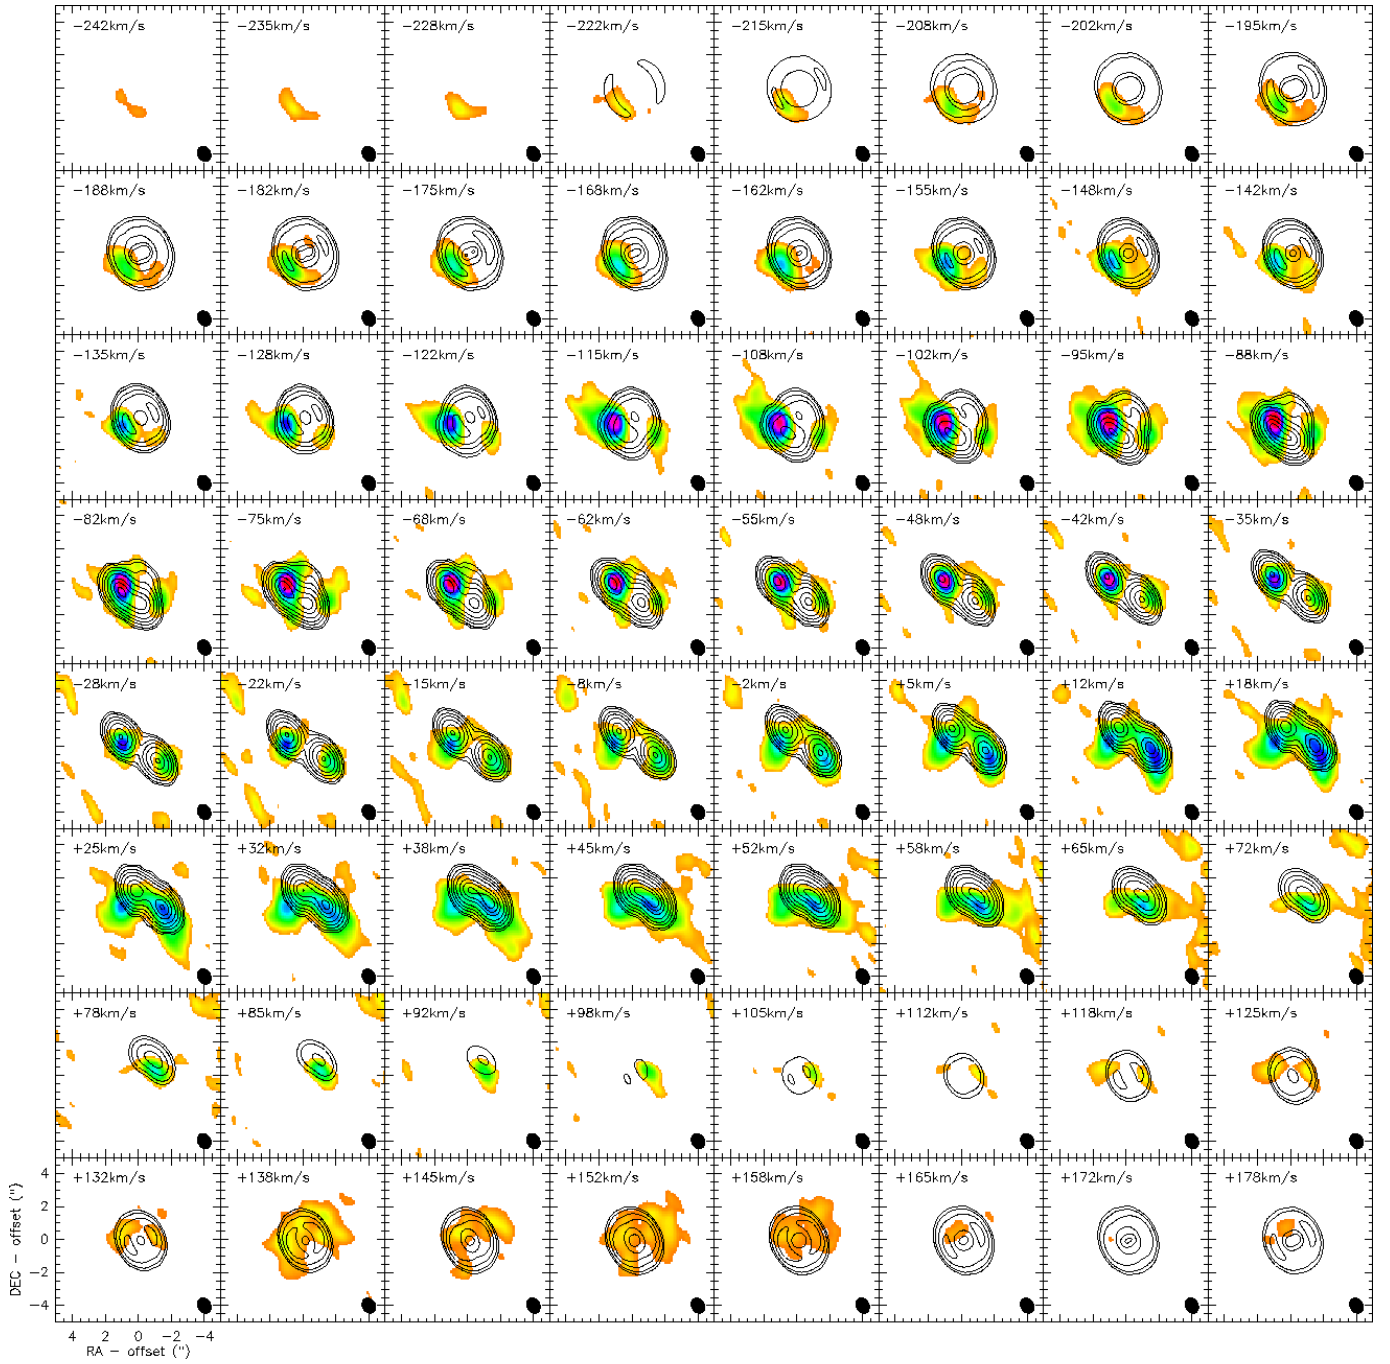 −242km/s −235km/s −228km/s −222km/s −215km/s −208km/s −202km/s −195km/s
−188km/s −182km/s −175km/s −168km/s −162km/s −155km/s −148km/s −142km/s
−135km/s −128km/s −122km/s −115km/s −108km/s −102km/s −95km/s −88km/s
−82km/s −75km/s −68km/s −62km/s −55km/s −48km/s −42km/s −35km/s
−28km/s −22km/s −15km/s −8km/s −2km/s +5km/s +12km/s +18km/s
+25km/s +32km/s +38km/s +45km/s +52km/s +58km/s +65km/s +72km/s
+78km/s +85km/s +92km/s +98km/s +105km/s +112km/s +118km/s +125km/s
+132km/s +138km/s +145km/s +152km/s +158km/s +165km/s +172km/s +178km/s
4
2
0
−2
−4
DEC − offset (")
4 2 0 −2 −4
RA − offset (")